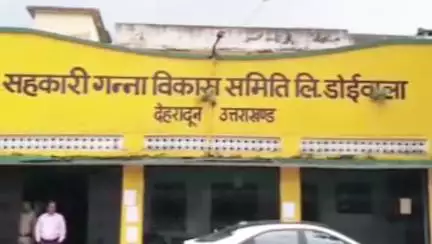 सहकारी गन्ना विकास समिति लि. डोईवाला
देहरादून उत्तराखण्ड